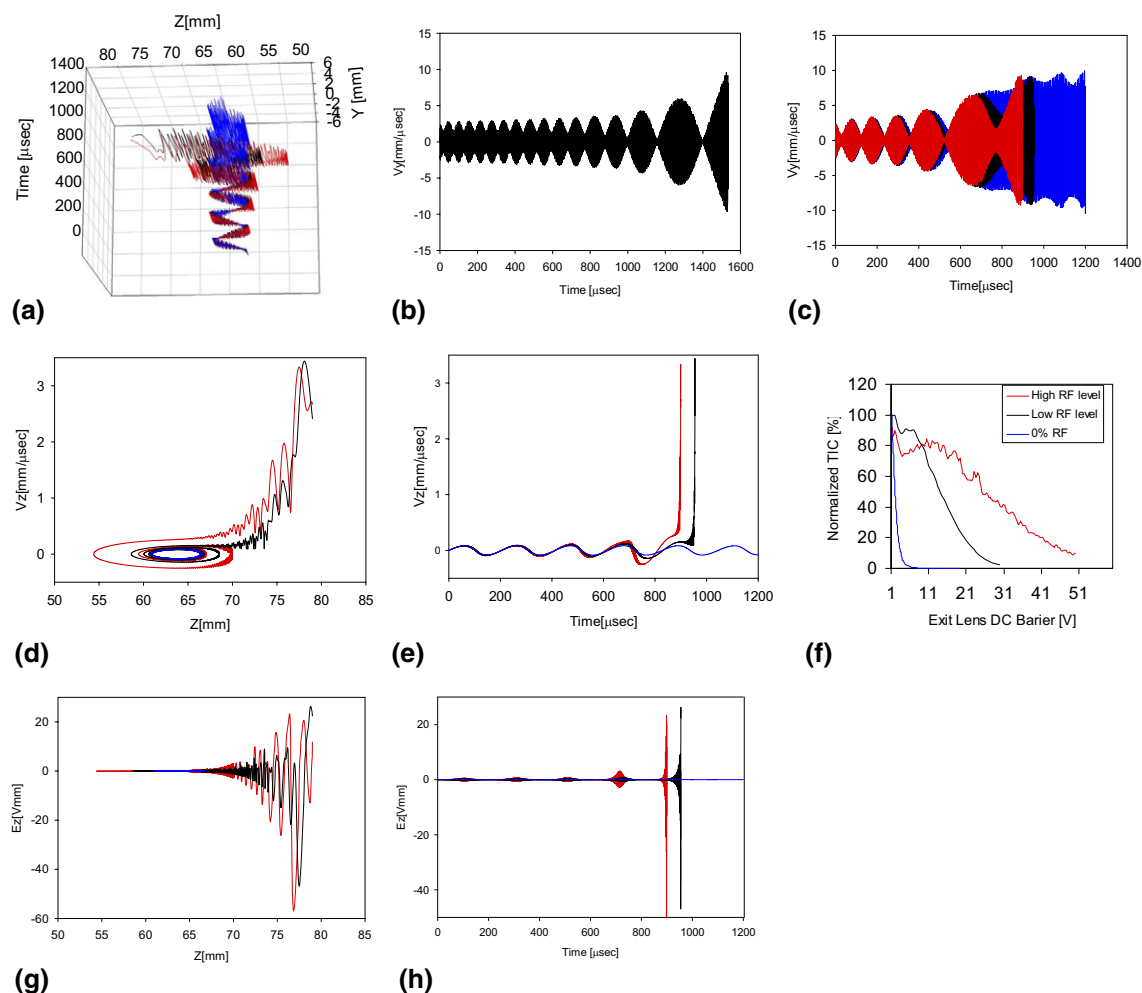 Z[mm]
80 75 70 65 60 55 50
1400
1200
1000
800
600
400
200
0
Time [µsec]
6
4
2
0
-2
-4
-6
Y [mm]
(a)
15
10
5
0
-5
-10
-15
Vy[mm/µsec]
0 200 400 600 800 1000 1200 1400 1600
Time [µsec]
(b)
15
10
5
0
-5
-10
-15
Vy[mm/µsec]
0 200 400 600 800 1000 1200 1400
Time[µsec]
(c)
3
2
1
0
Vz[mm/µsec]
50 55 60 65 70 75 80 85
Z[mm]
(d)
3
2
1
0
Vz[mm/µsec]
0 200 400 600 800 1000 1200
Time[µsec]
(e)
120
100
80
60
40
20
0
Normalized TIC [%]
High RF level
Low RF level
0% RF
1 11 21 31 41 51
Exit Lens DC Barier [V]
(f)
20
0
-20
-40
-60
Ez[Vmm]
50 55 60 65 70 75 80 85
Z[mm]
(g)
20
0
-20
-40
Ez[Vmm]
0 200 400 600 800 1000 1200
Time [µsec]
(h)